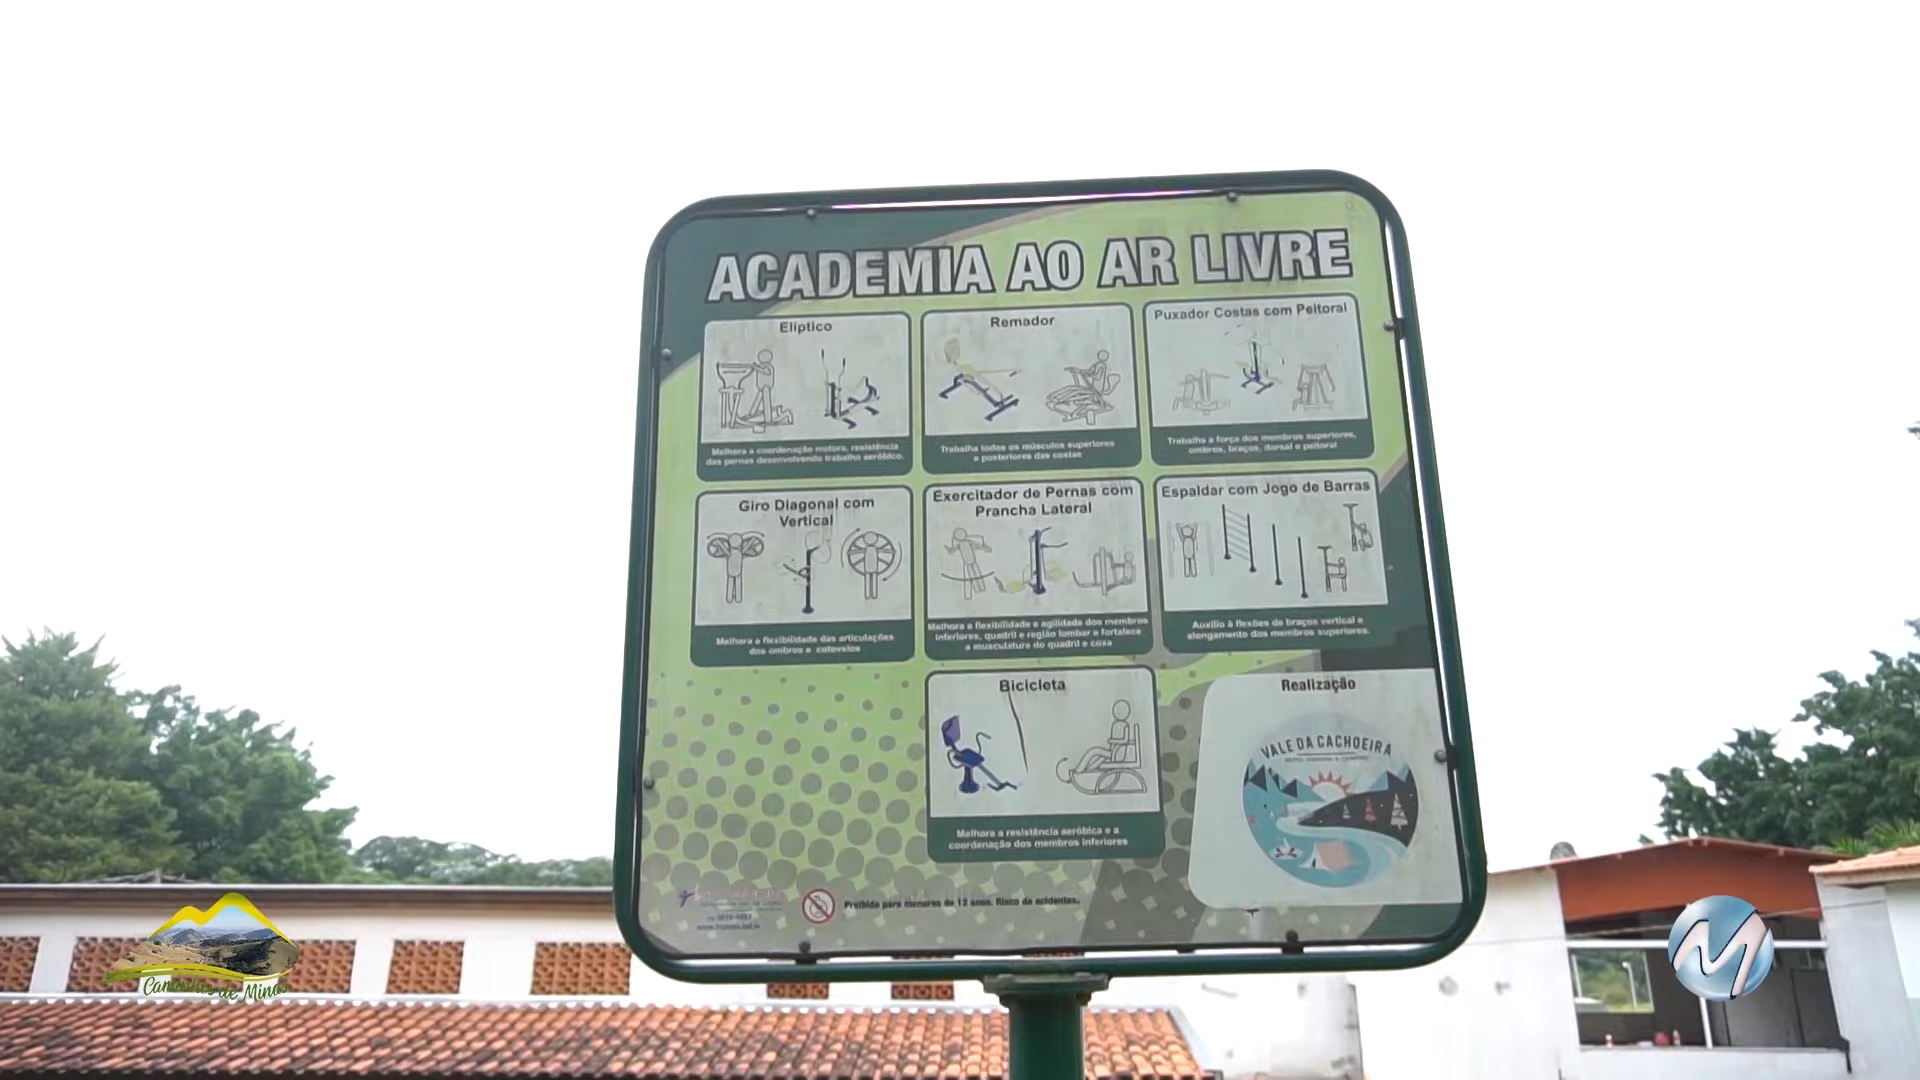 ACADEMIA AO AR LIVRE
Elíptico
Remador
Puxador Costas com Peitoral
Melhora a coordenação motora, resistência
das pernas desenvolvendo trabalho aeróbico.
Trabalha todos os músculos superiores
e posteriores das costas
Trabalha a força dos membros superiores,
ombros, braços, dorsal e peitoral
Giro Diagonal com
Vertical
Exercitador de Pernas com
Prancha Lateral
Espaldar com Jogo de Barras
Melhora a flexibilidade das articulações
dos ombros e cotovelos
Melhora a flexibilidade e agilidade dos membros
inferiores, quadril e região lombar e fortalece
a musculatura do quadril e coxa
Auxílio à flexões de braços vertical e
alongamento dos membros superiores.
Bicicleta
Realização
VALE DA CACHOEIRA
Melhora a resistência aeróbica e a
coordenação dos membros inferiores
Proibido para menores de 12 anos. Risco de acidentes.
Caminhos de Minas
M